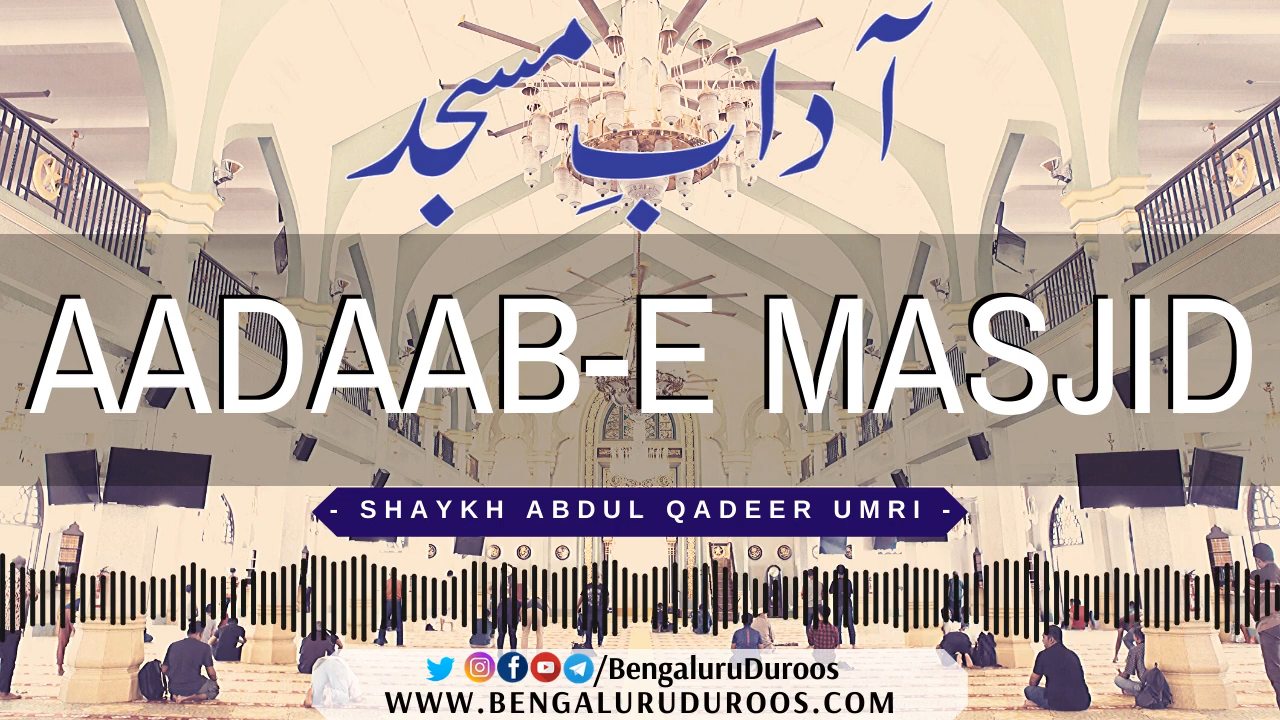 آدابِ مسجد
AADAAB-E MASJID
- SHAYKH ABDUL QADEER UMRI -
/BengaluruDuroos
WWW.BENGALURUDUROOS.COM